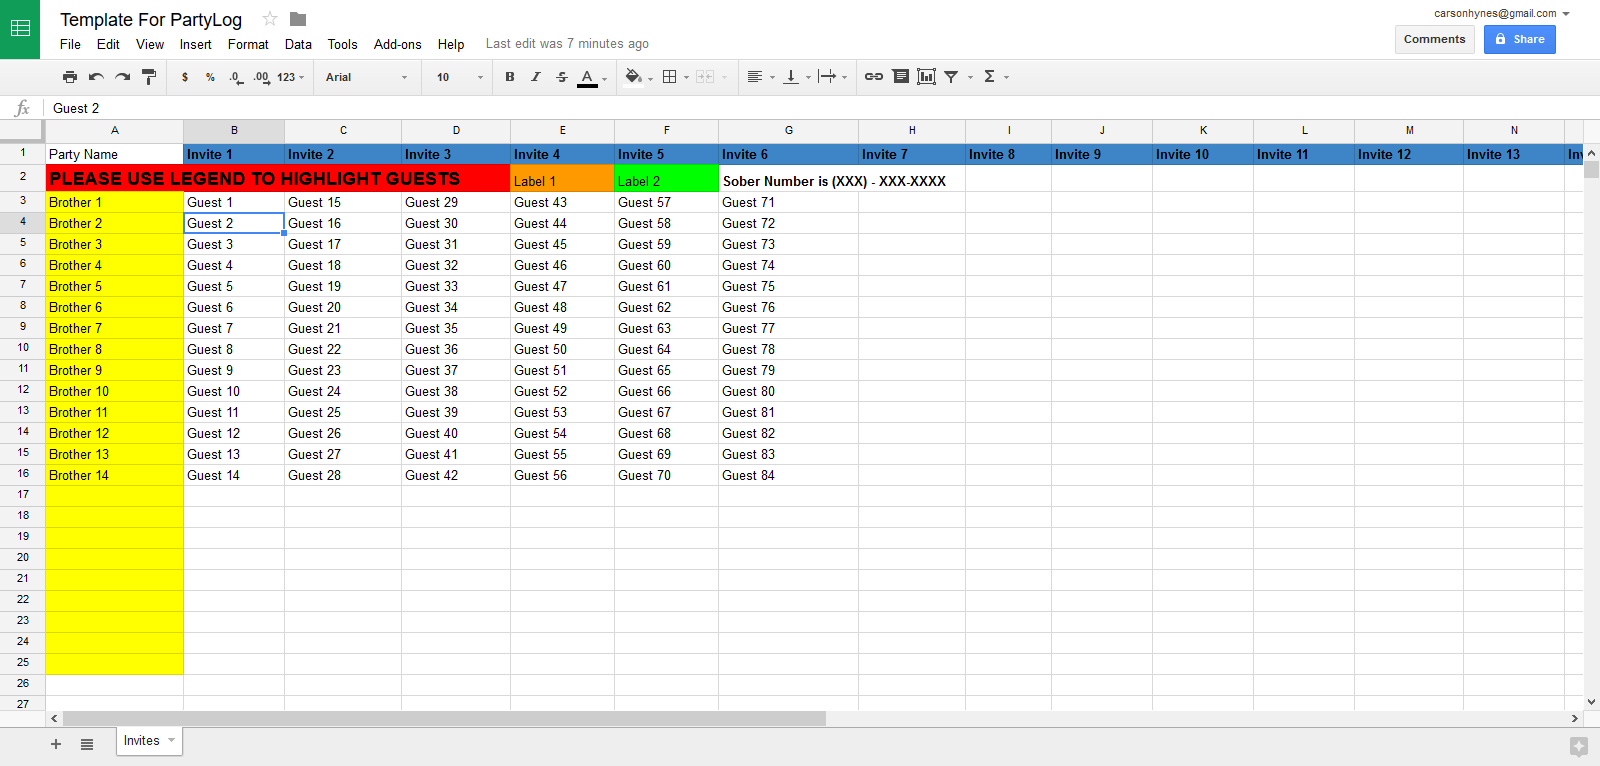 Template For PartyLog
carsonhynes@gmail.com
File Edit View Insert Format Data Tools Add-ons Help Last edit was 7 minutes ago
Comments Share
$ % .0 .00 123 Arial 10 B I S A Σ
fx Guest 2
A B C D E F G H I J K L M N
1 Party Name Invite 1 Invite 2 Invite 3 Invite 4 Invite 5 Invite 6 Invite 7 Invite 8 Invite 9 Invite 10 Invite 11 Invite 12 Invite 13 Inv
2 PLEASE USE LEGEND TO HIGHLIGHT GUESTS Label 1 Label 2 Sober Number is (XXX) - XXX-XXXX
3 Brother 1 Guest 1 Guest 15 Guest 29 Guest 43 Guest 57 Guest 71
4 Brother 2 Guest 2 Guest 16 Guest 30 Guest 44 Guest 58 Guest 72
5 Brother 3 Guest 3 Guest 17 Guest 31 Guest 45 Guest 59 Guest 73
6 Brother 4 Guest 4 Guest 18 Guest 32 Guest 46 Guest 60 Guest 74
7 Brother 5 Guest 5 Guest 19 Guest 33 Guest 47 Guest 61 Guest 75
8 Brother 6 Guest 6 Guest 20 Guest 34 Guest 48 Guest 62 Guest 76
9 Brother 7 Guest 7 Guest 21 Guest 35 Guest 49 Guest 63 Guest 77
10 Brother 8 Guest 8 Guest 22 Guest 36 Guest 50 Guest 64 Guest 78
11 Brother 9 Guest 9 Guest 23 Guest 37 Guest 51 Guest 65 Guest 79
12 Brother 10 Guest 10 Guest 24 Guest 38 Guest 52 Guest 66 Guest 80
13 Brother 11 Guest 11 Guest 25 Guest 39 Guest 53 Guest 67 Guest 81
14 Brother 12 Guest 12 Guest 26 Guest 40 Guest 54 Guest 68 Guest 82
15 Brother 13 Guest 13 Guest 27 Guest 41 Guest 55 Guest 69 Guest 83
16 Brother 14 Guest 14 Guest 28 Guest 42 Guest 56 Guest 70 Guest 84
17
18
19
20
21
22
23
24
25
26
27
Invites